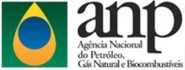 anp
Agência Nacional
do Petróleo,
Gás Natural e Biocombustíveis